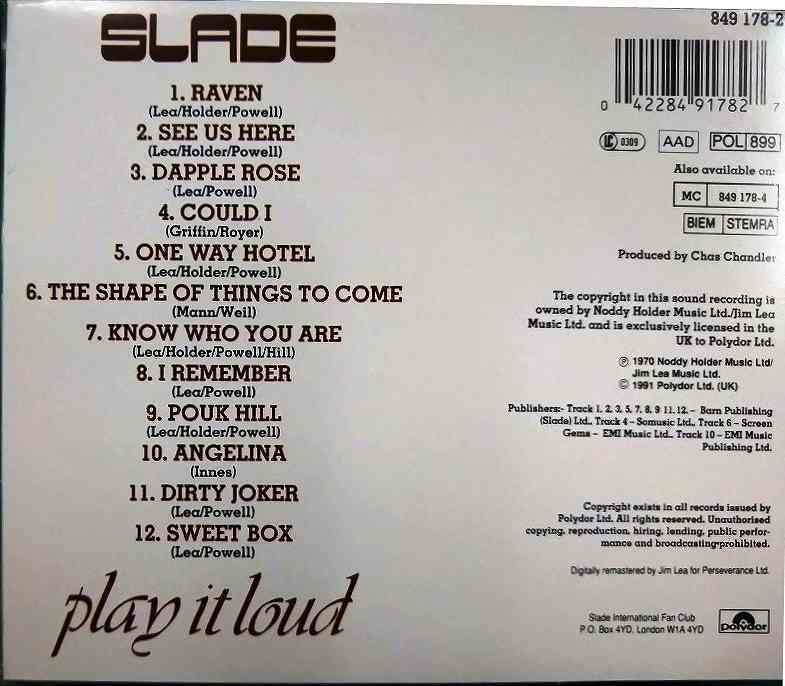 SLADE
1. RAVEN
(Lea/Holder/Powell)
2. SEE US HERE
(Lea/Holder/Powell)
3. DAPPLE ROSE
(Lea/Powell)
4. COULD I
(Griffin/Royer)
5. ONE WAY HOTEL
(Lea/Holder/Powell)
6. THE SHAPE OF THINGS TO COME
(Mann/Weil)
7. KNOW WHO YOU ARE
(Lea/Holder/Powell/Hill)
8. I REMEMBER
(Lea/Powell)
9. POUK HILL
(Lea/Holder/Powell)
10. ANGELINA
(Innes)
11. DIRTY JOKER
(Lea/Powell)
12. SWEET BOX
(Lea/Powell)
play it loud
849 178-2
0 42284 91782 7
LC 0309 AAD POL 899
Also available on:
MC 849 178-4
BIEM STEMRA
Produced by Chas Chandler
The copyright in this sound recording is
owned by Noddy Holder Music Ltd./Jim Lea
Music Ltd. and is exclusively licensed in the
UK to Polydor Ltd.
℗ 1970 Noddy Holder Music Ltd/
Jim Lea Music Ltd.
© 1991 Polydor Ltd. (UK)
Publishers:- Track 1, 2, 3, 5, 7, 8, 9 11. 12. – Barn Publishing
(Slade) Ltd., Track 4 – Somusic Ltd., Track 6 – Screen
Gems – EMI Music Ltd., Track 10 – EMI Music
Publishing Ltd.
Copyright exists in all records issued by
Polydor Ltd. All rights reserved. Unauthorised
copying, reproduction, hiring, lending, public perfor-
mance and broadcasting prohibited.
Digitally remastered by Jim Lea for Perseverance Ltd.
Slade International Fan Club
P.O. Box 4YD, London W1A 4YD
polydor